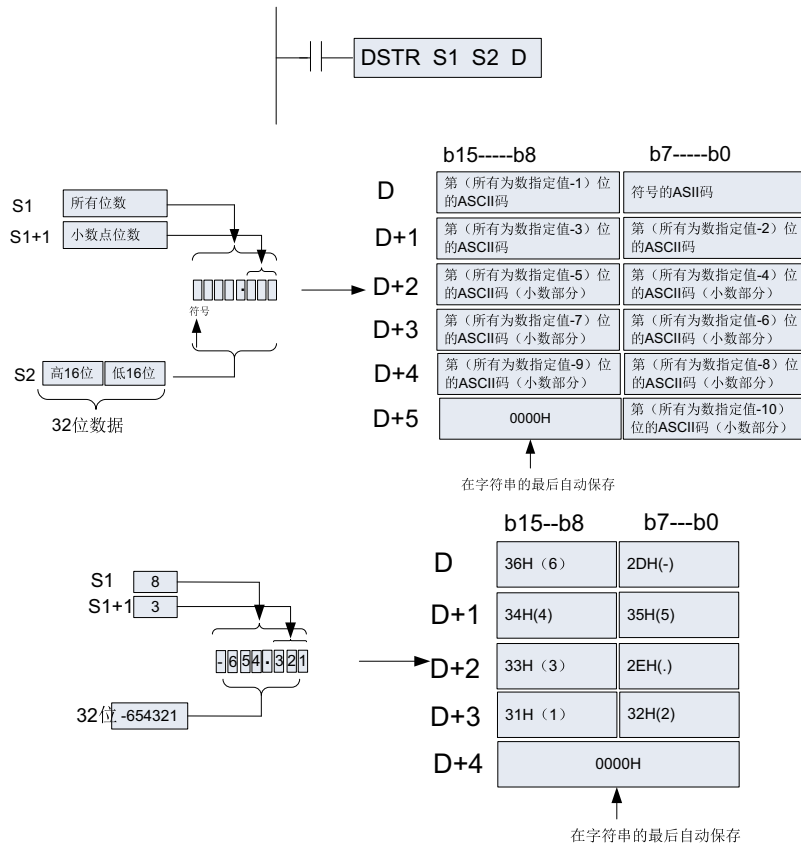 DSTR S1 S2 D
b15-----b8
b7-----b0
S1
所有位数
S1+1
小数点位数
符号
S2
高16位
低16位
32位数据
D
第（所有为数指定值-1）位
的ASCII码
符号的ASII码
D+1
第（所有为数指定值-3）位
的ASCII码
第（所有为数指定值-2）位
的ASCII码
D+2
第（所有为数指定值-5）位
的ASCII码（小数部分）
第（所有为数指定值-4）位
的ASCII码（小数部分）
D+3
第（所有为数指定值-7）位
的ASCII码（小数部分）
第（所有为数指定值-6）位
的ASCII码（小数部分）
D+4
第（所有为数指定值-9）位
的ASCII码（小数部分）
第（所有为数指定值-8）位
的ASCII码（小数部分）
D+5
0000H
第（所有为数指定值-10）
位的ASCII码（小数部分）
在字符串的最后自动保存
S1
8
S1+1
3
-654.321
32位
-654321
b15--b8
b7---b0
D
36H（6）
2DH(-)
D+1
34H(4)
35H(5)
D+2
33H（3）
2EH(.)
D+3
31H（1）
32H(2)
D+4
0000H
在字符串的最后自动保存